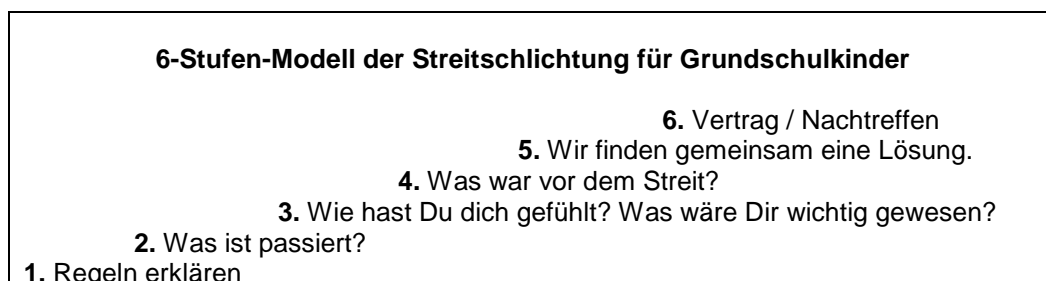 6-Stufen-Modell der Streitschlichtung für Grundschulkinder
6. Vertrag / Nachtreffen
5. Wir finden gemeinsam eine Lösung.
4. Was war vor dem Streit?
3. Wie hast Du dich gefühlt? Was wäre Dir wichtig gewesen?
2. Was ist passiert?
1. Regeln erklären